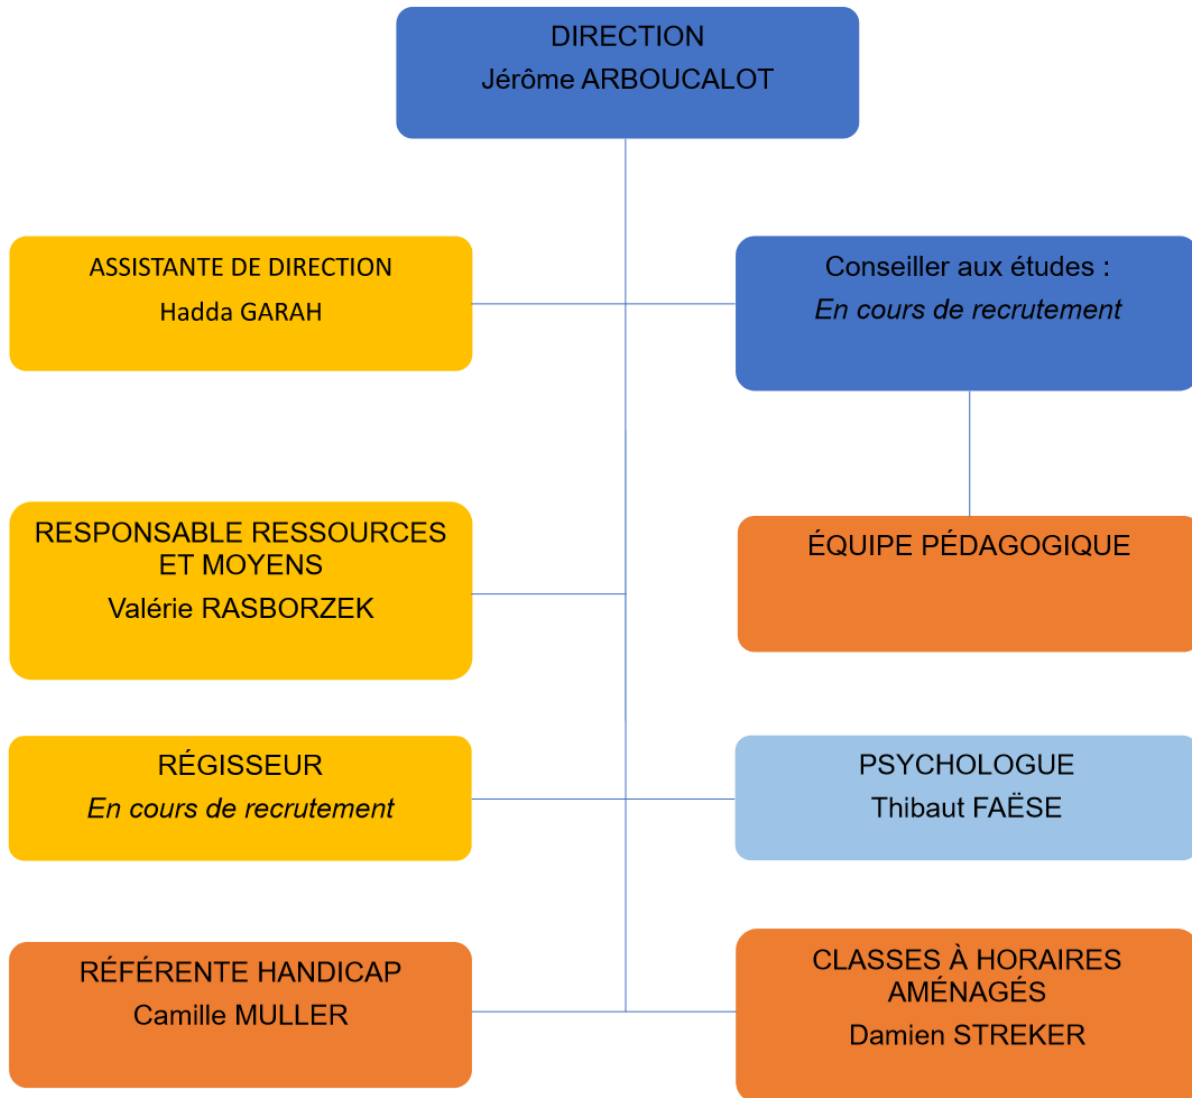 DIRECTION
Jérôme ARBOUCALOT
ASSISTANTE DE DIRECTION
Hadda GARAH
Conseiller aux études :
En cours de recrutement
RESPONSABLE RESSOURCES
ET MOYENS
Valérie RASBORZEK
ÉQUIPE PÉDAGOGIQUE
RÉGISSEUR
En cours de recrutement
PSYCHOLOGUE
Thibaut FAËSE
RÉFÉRENTE HANDICAP
Camille MULLER
CLASSES À HORAIRES
AMÉNAGÉS
Damien STREKER